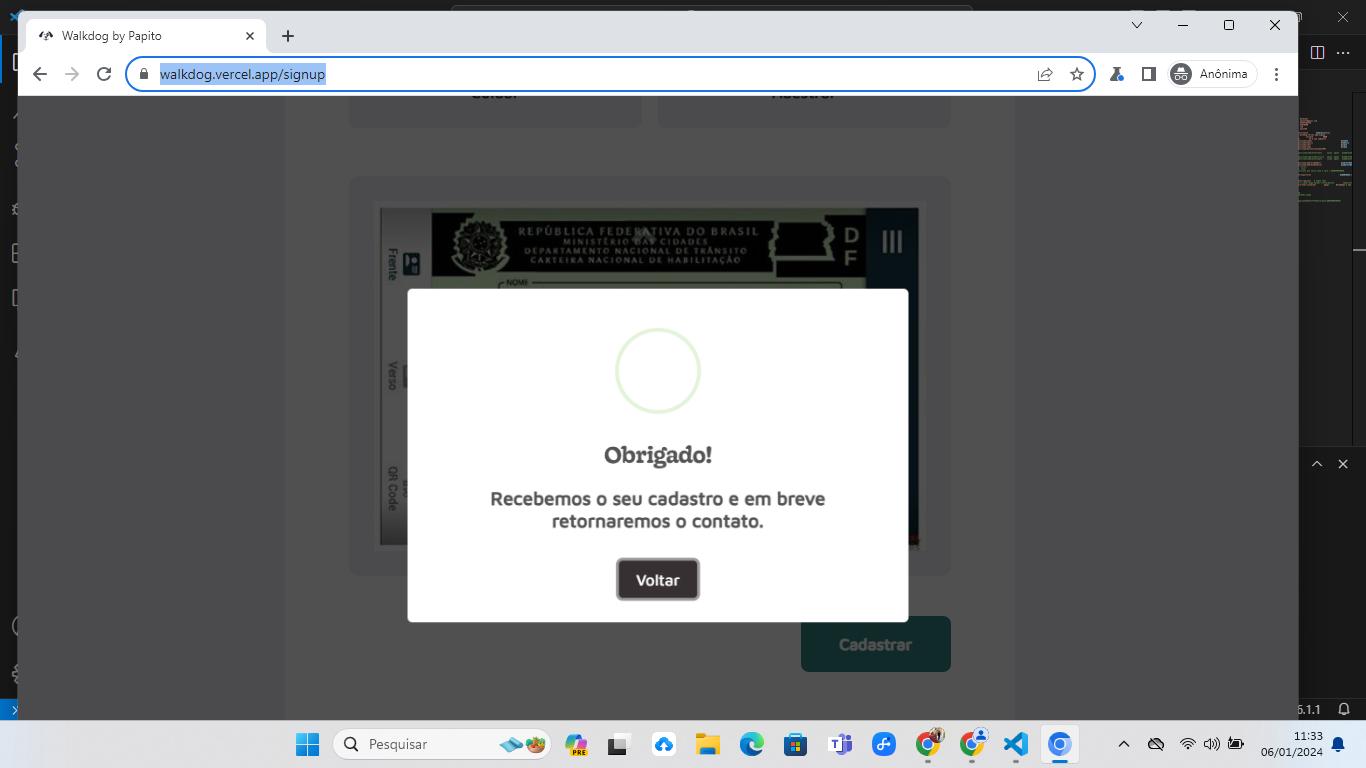 Walkdog by Papito
walkdog.vercel.app/signup
Anônima
REPÚBLICA FEDERATIVA DO BRASIL
MINISTÉRIO DAS CIDADES
DEPARTAMENTO NACIONAL DE TRÂNSITO
CARTEIRA NACIONAL DE HABILITAÇÃO
DF
Frente
NOME
Verso
QR Code
Obrigado!
Recebemos o seu cadastro e em breve
retornaremos o contato.
Voltar
Cadastrar
Pesquisar
PRE
11:33
06/01/2024